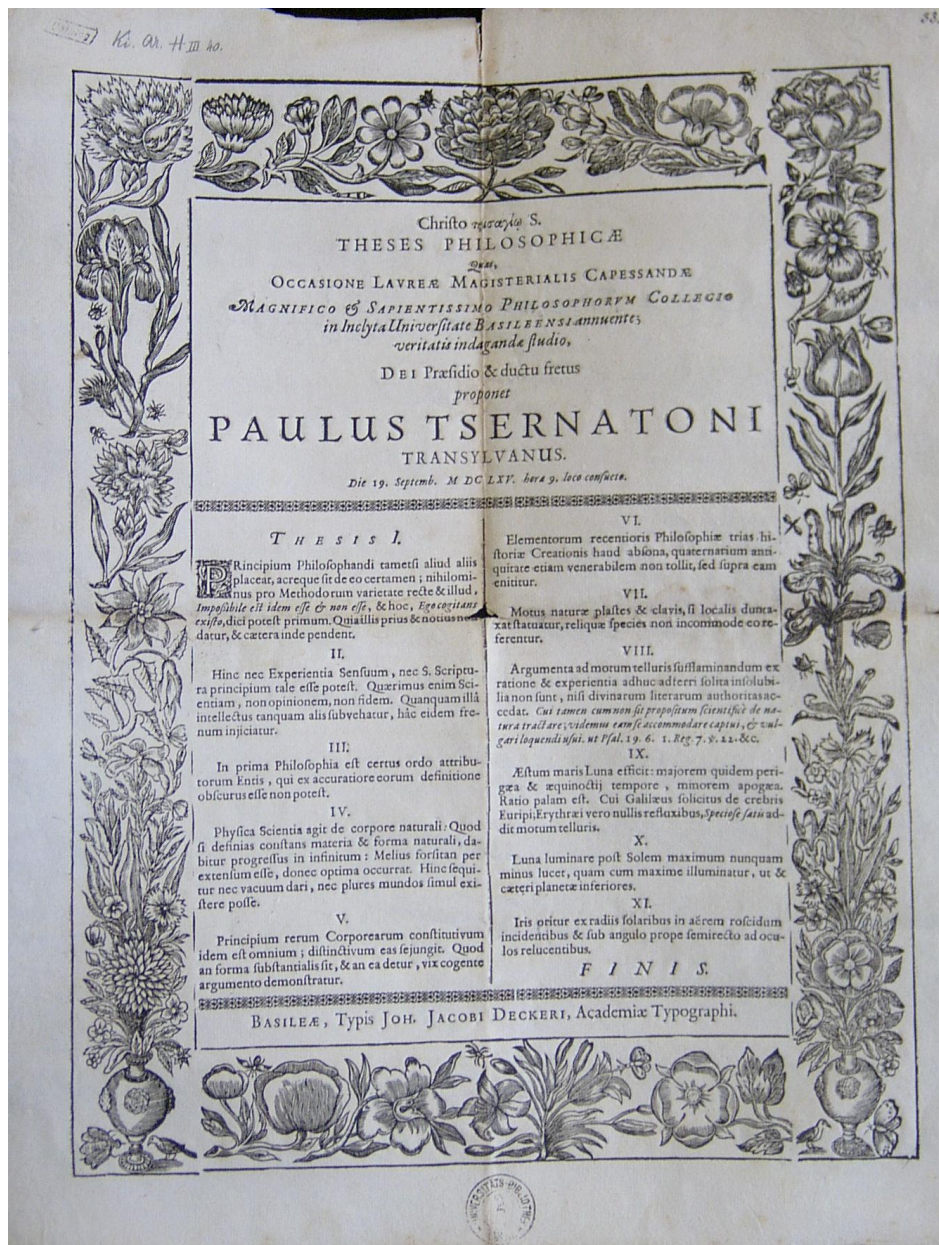 Ki. Ar. H III 40.
33.
Christo τρισαγίῳ S.
THESES PHILOSOPHICÆ
Quas,
OCCASIONE LAVREÆ MAGISTERIALIS CAPESSANDÆ
MAGNIFICO & SAPIENTISSIMO PHILOSOPHORVM COLLEGIO
in Inclyta Univerſitate BASILEENSI annuente,
veritatis indagandæ ſtudio,
DEI Præſidio & ductu fretus
proponet
PAULUS TSERNATONI
TRANSYLVANUS.
Die 19. Septemb. M DC LXV. hora 9. loco conſueto.
THESIS I.
PRincipium Philoſophandi tametſi aliud aliis
placeat, acreque ſit de eo certamen; nihilomi-
nus pro Methodorum varietate recte & illud,
Impoſsibile eſt idem eſſe & non eſſe, & hoc, Ego cogitans
exiſto, dici poteſt primum. Quia illis prius & notius non
datur, & cætera inde pendent.
II.
Hinc nec Experientia Senſuum, nec S. Scriptu-
ra principium tale eſſe poteſt. Quærimus enim Sci-
entiam, non opinionem, non fidem. Quanquam illâ
intellectus tanquam alis ſubvehatur, hâc eidem fre-
num injiciatur.
III.
In prima Philoſophia eſt certus ordo attribu-
torum Entis, qui ex accuratiore eorum definitione
obſcurus eſſe non poteſt.
IV.
Phyſica Scientia agit de corpore naturali: Quod
ſi definias conſtans materia & forma naturali, da-
bitur progreſſus in infinitum: Melius forſitan per
extenſum eſſe, donec optima occurrat. Hinc ſequi-
tur nec vacuum dari, nec plures mundos ſimul exi-
ſtere poſſe.
V.
Principium rerum Corporearum conſtitutivum
idem eſt omnium; diſtinctivum eas ſejungit. Quod
an forma ſubſtantialis ſit, & an ea detur, vix cogente
argumento demonſtratur.
VI.
Elementorum recentioris Philoſophiæ trias hi-
ſtoriæ Creationis haud abſona, quaternarium anti-
quitate etiam venerabilem non tollit, ſed ſupra eam
enititur.
VII.
Motus naturæ plaſtes & clavis, ſi localis dunta-
xat ſtatuatur, reliquæ ſpecies non incommode eo re-
ferentur.
VIII.
Argumenta ad motum telluris ſufflaminandum ex
ratione & experientia adhuc adferri ſolita inſolubi-
lia non ſunt, niſi divinarum literarum authoritas ac-
cedat. Cui tamen cum non ſit propoſitum ſcientificè de na-
tura tractare, videmus eam ſe accommodare captui, & vul-
gari loquendi uſui. ut Pſal. 19. 6. 1. Reg. 7. ℣. 22. &c.
IX.
Æſtum maris Luna efficit: majorem quidem peri-
gæa & æquinoctij tempore, minorem apogæa.
Ratio palam eſt. Cui Galilæus ſolicitus de crebris
Euripi, Erythræi vero nullis refluxibus, Specioſe ſatis ad-
dit motum telluris.
X.
Luna luminare poſt Solem maximum nunquam
minus lucet, quam cum maxime illuminatur, ut &
cæteri planetæ inferiores.
XI.
Iris oritur ex radiis ſolaribus in aërem roſcidum
incidentibus & ſub angulo prope ſemirecto ad ocu-
los relucentibus.
FINIS.
BASILEÆ, Typis JOH. JACOBI DECKERI, Academiæ Typographi.